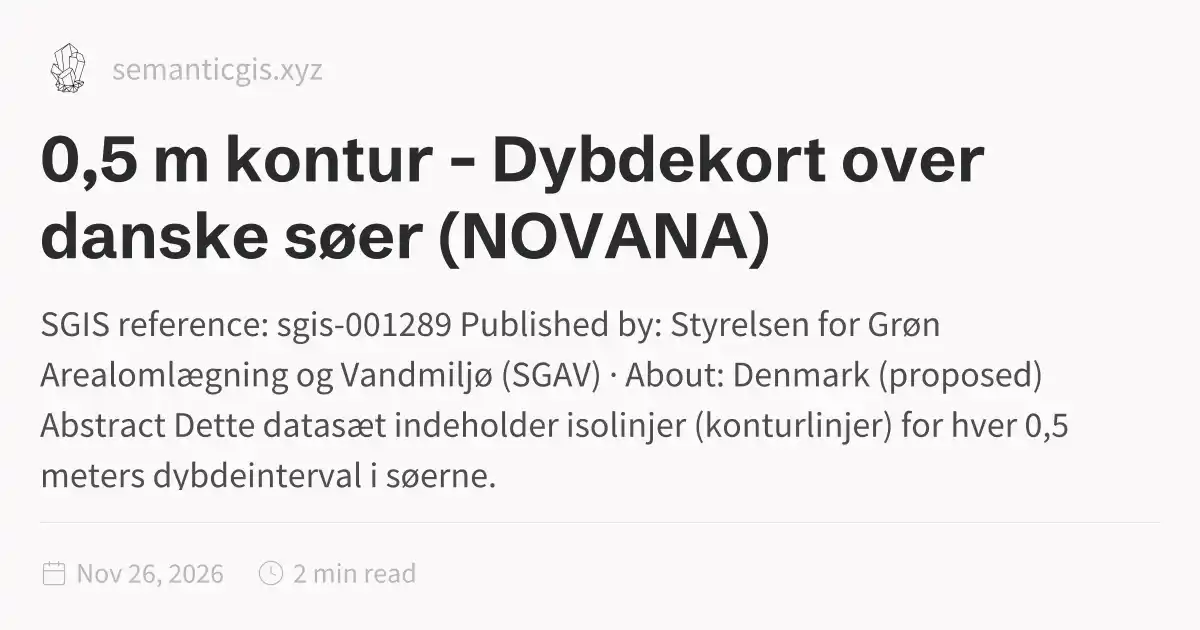 semanticgis.xyz
0,5 m kontur - Dybdekort over
danske søer (NOVANA)
SGIS reference: sgis-001289 Published by: Styrelsen for Grøn
Arealomlægning og Vandmiljø (SGAV) · About: Denmark (proposed)
Abstract Dette datasæt indeholder isolinjer (konturlinjer) for hver 0,5
meters dybdeinterval i søerne.
Nov 26, 2026 2 min read